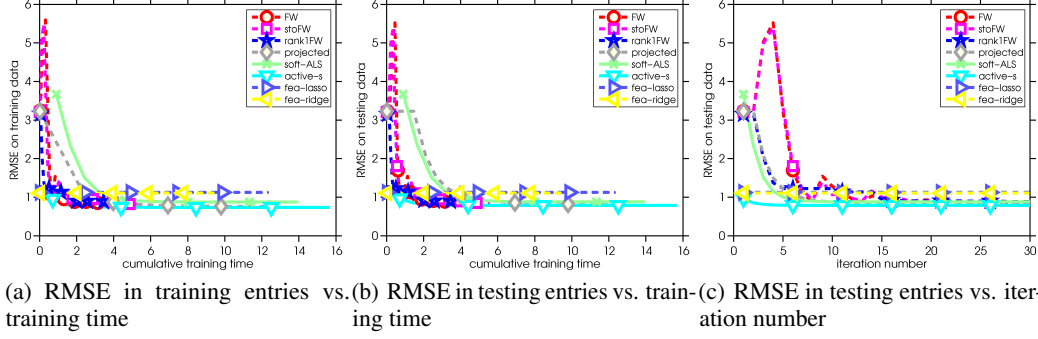 RMSE on training data
6
5
4
3
2
1
0
0 2 4 6 8 10 12 14 16
cumulative training time
FW
stoFW
rank1FW
projected
soft-ALS
active-s
fea-lasso
fea-ridge
RMSE on testing data
6
5
4
3
2
1
0
0 2 4 6 8 10 12 14 16
cumulative training time
FW
stoFW
rank1FW
projected
soft-ALS
active-s
fea-lasso
fea-ridge
RMSE on testing data
6
5
4
3
2
1
0
0 5 10 15 20 25 30
iteration number
FW
stoFW
rank1FW
projected
soft-ALS
active-s
fea-lasso
fea-ridge
(a) RMSE in training entries vs.
training time
(b) RMSE in testing entries vs. train-
ing time
(c) RMSE in testing entries vs. iter-
ation number